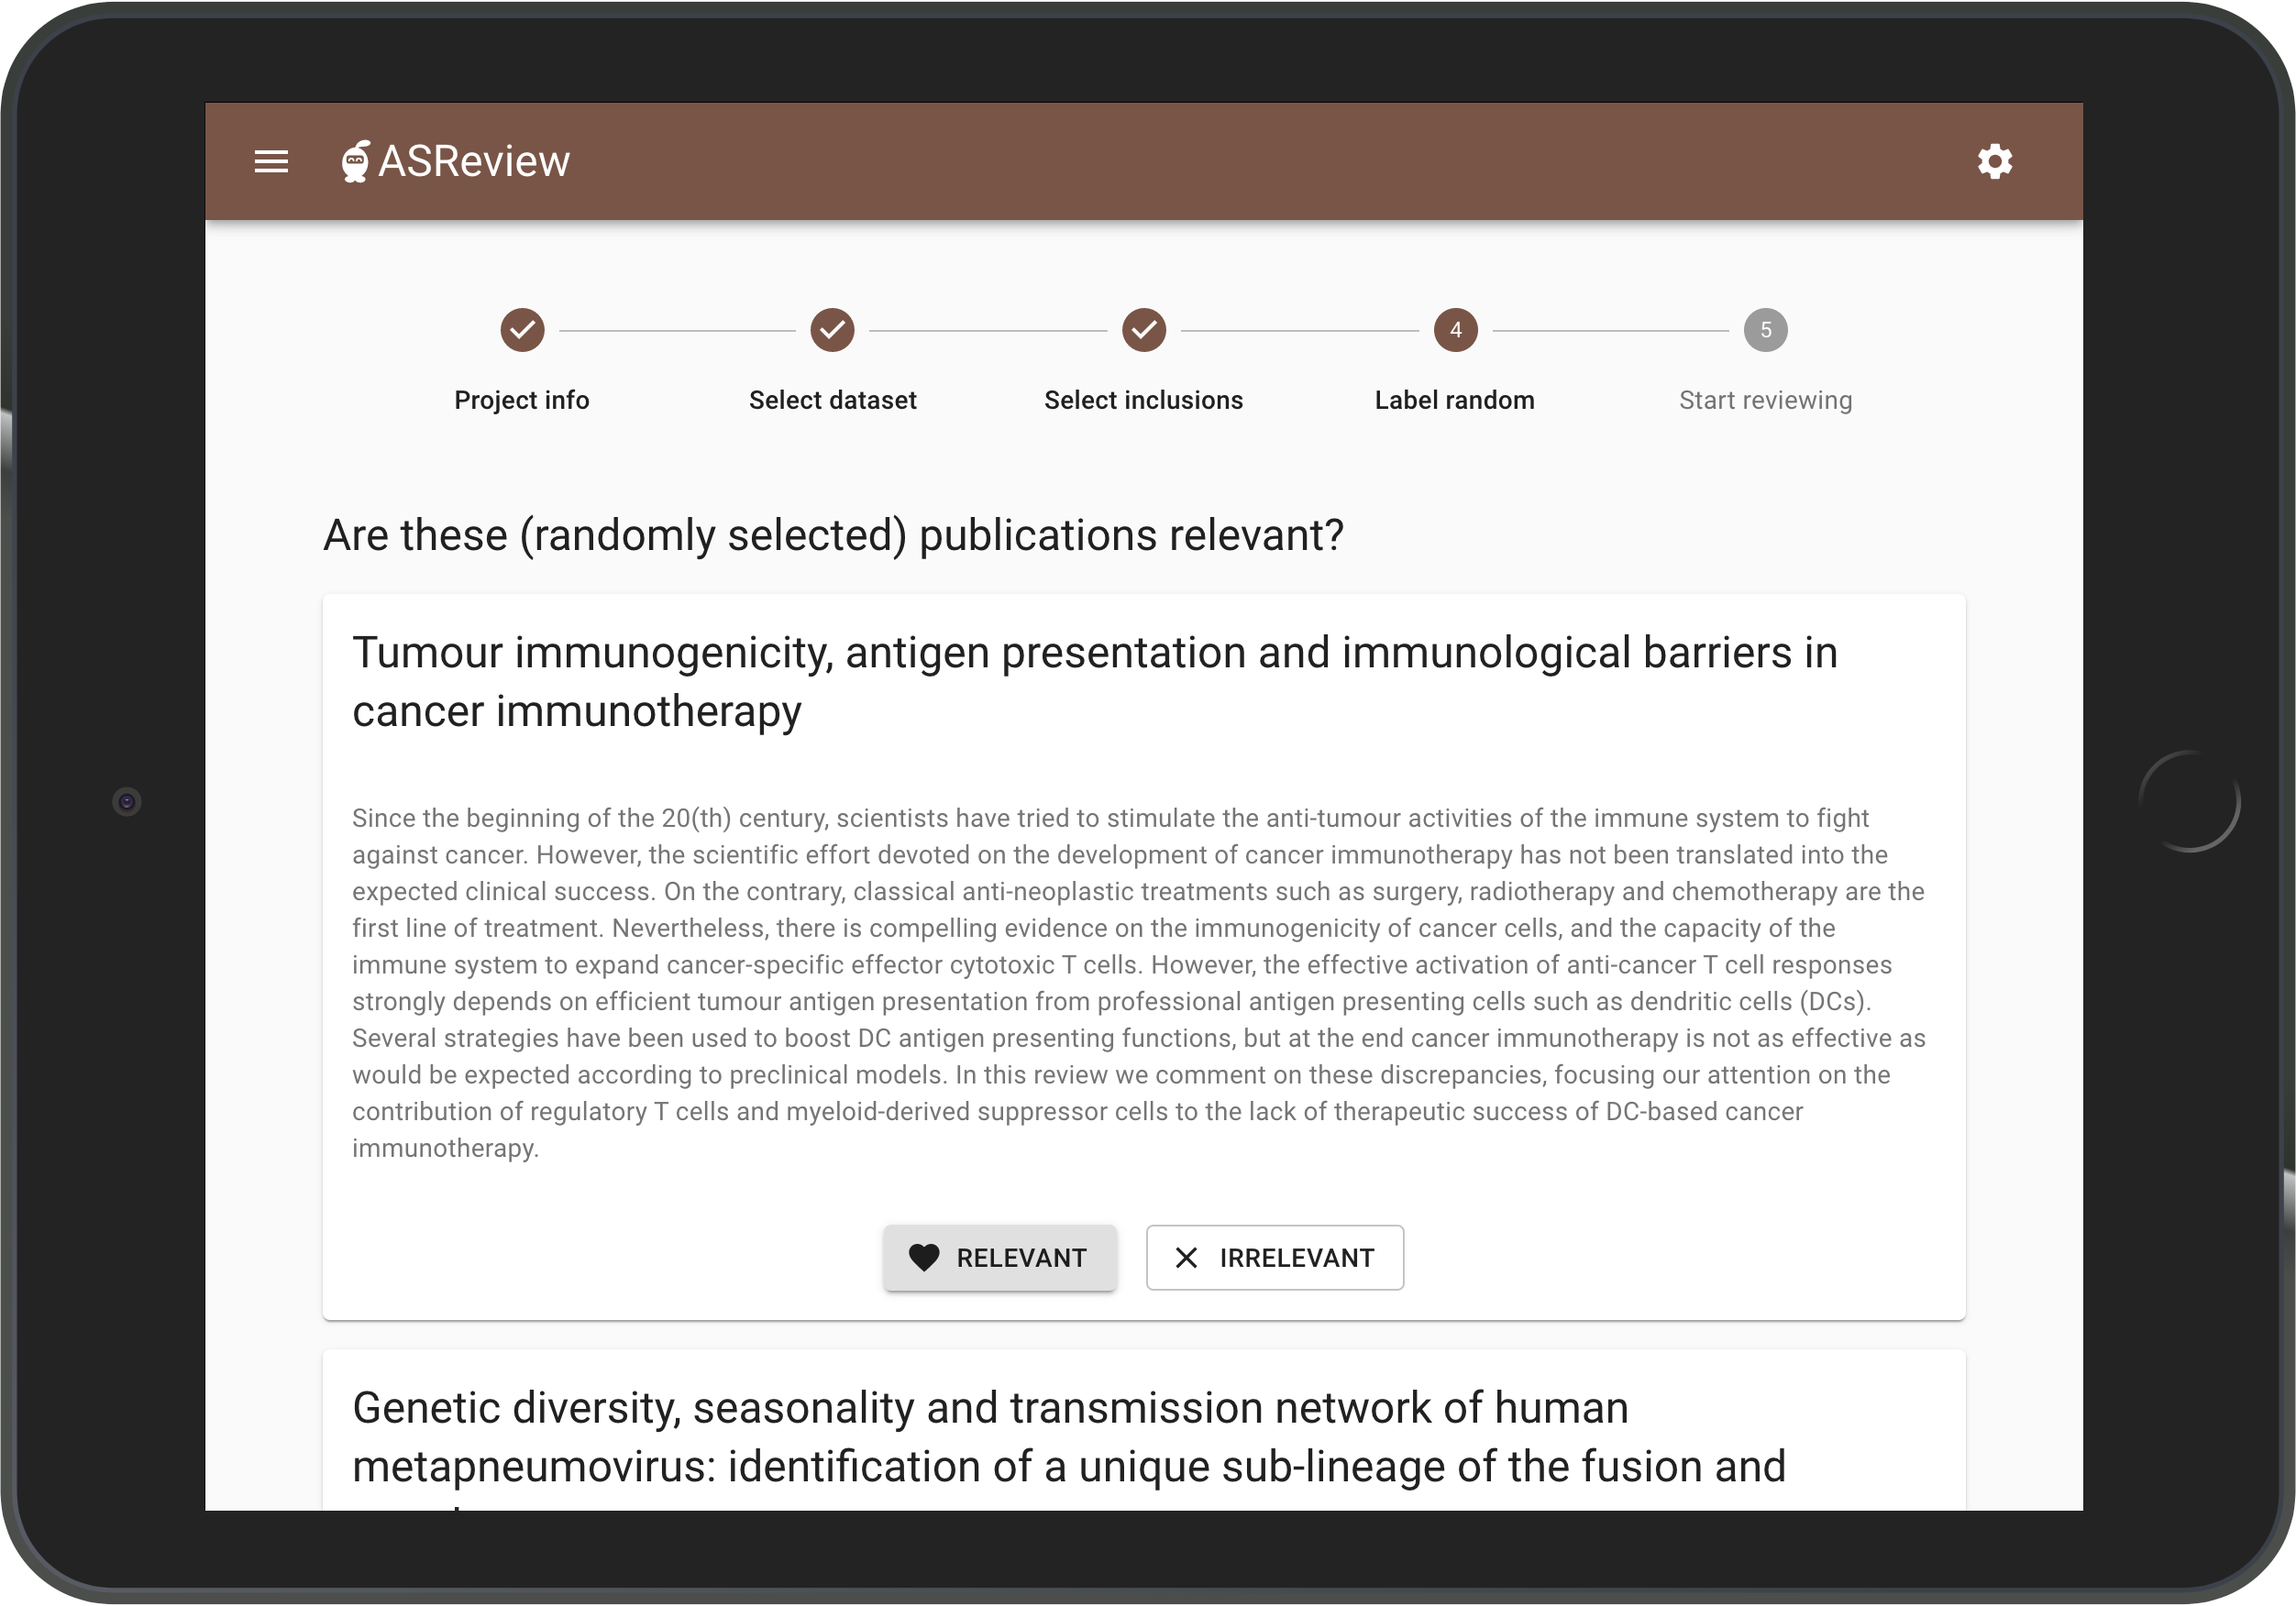 ASReview
4
5
Project info
Select dataset
Select inclusions
Label random
Start reviewing
Are these (randomly selected) publications relevant?
Tumour immunogenicity, antigen presentation and immunological barriers in
cancer immunotherapy
Since the beginning of the 20(th) century, scientists have tried to stimulate the anti-tumour activities of the immune system to fight
against cancer. However, the scientific effort devoted on the development of cancer immunotherapy has not been translated into the
expected clinical success. On the contrary, classical anti-neoplastic treatments such as surgery, radiotherapy and chemotherapy are the
first line of treatment. Nevertheless, there is compelling evidence on the immunogenicity of cancer cells, and the capacity of the
immune system to expand cancer-specific effector cytotoxic T cells. However, the effective activation of anti-cancer T cell responses
strongly depends on efficient tumour antigen presentation from professional antigen presenting cells such as dendritic cells (DCs).
Several strategies have been used to boost DC antigen presenting functions, but at the end cancer immunotherapy is not as effective as
would be expected according to preclinical models. In this review we comment on these discrepancies, focusing our attention on the
contribution of regulatory T cells and myeloid-derived suppressor cells to the lack of therapeutic success of DC-based cancer
immunotherapy.
RELEVANT
IRRELEVANT
Genetic diversity, seasonality and transmission network of human
metapneumovirus: identification of a unique sub-lineage of the fusion and